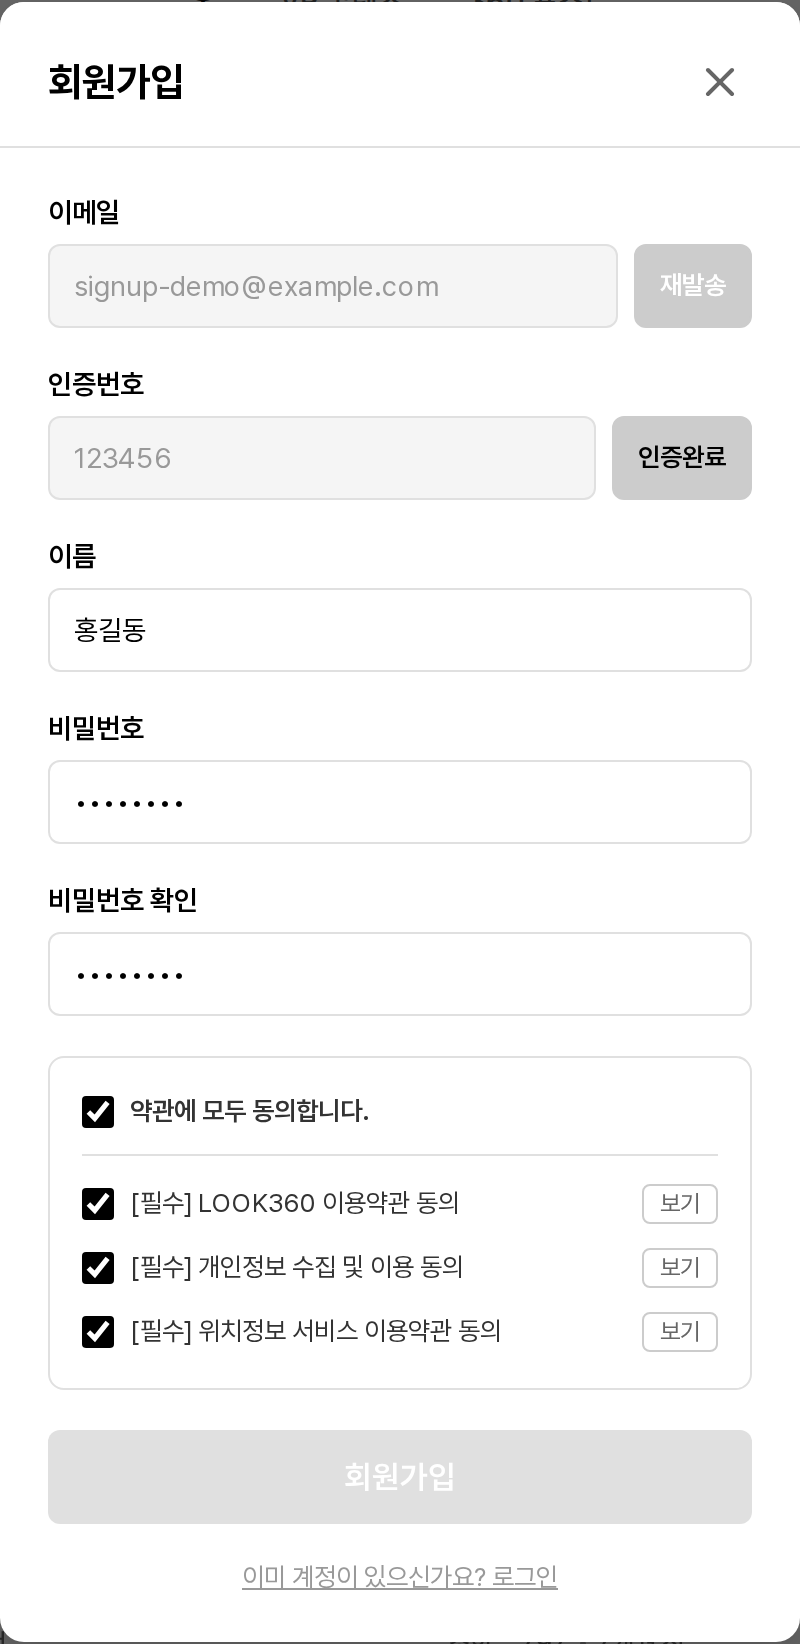 회원가입
이메일
signup-demo@example.com 재발송
인증번호
123456 인증완료
이름
홍길동
비밀번호
••••••••
비밀번호 확인
••••••••
약관에 모두 동의합니다.
[필수] LOOK360 이용약관 동의 보기
[필수] 개인정보 수집 및 이용 동의 보기
[필수] 위치정보 서비스 이용약관 동의 보기
회원가입
이미 계정이 있으신가요? 로그인